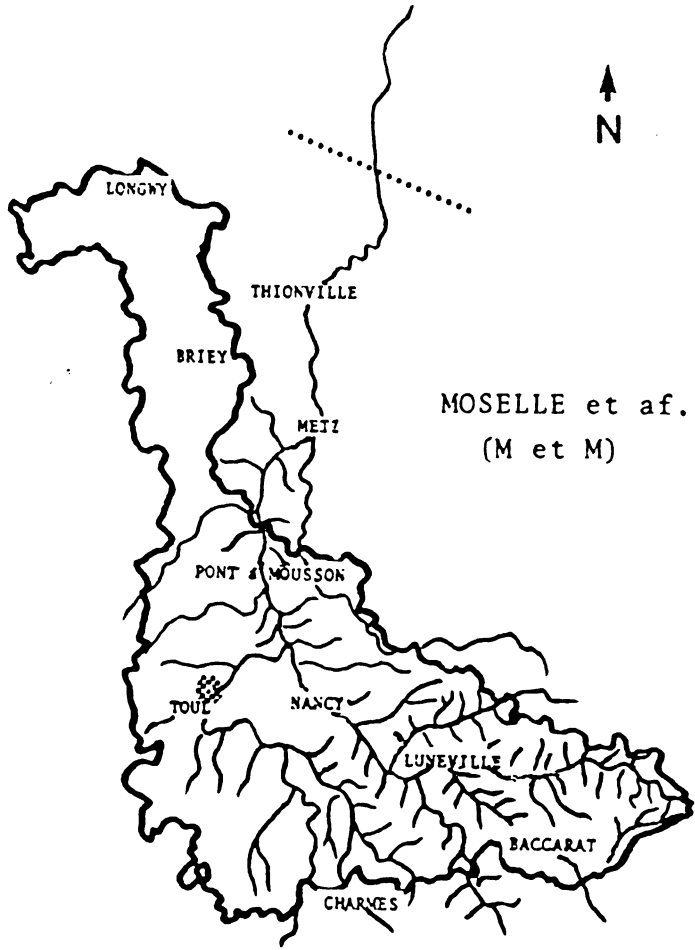 N
LONGWY
THIONVILLE
BRIEY
MOSELLE et af.
(M et M)
METZ
PONT à MOUSSON
TOUL
NANCY
LUNEVILLE
BACCARAT
CHARMES